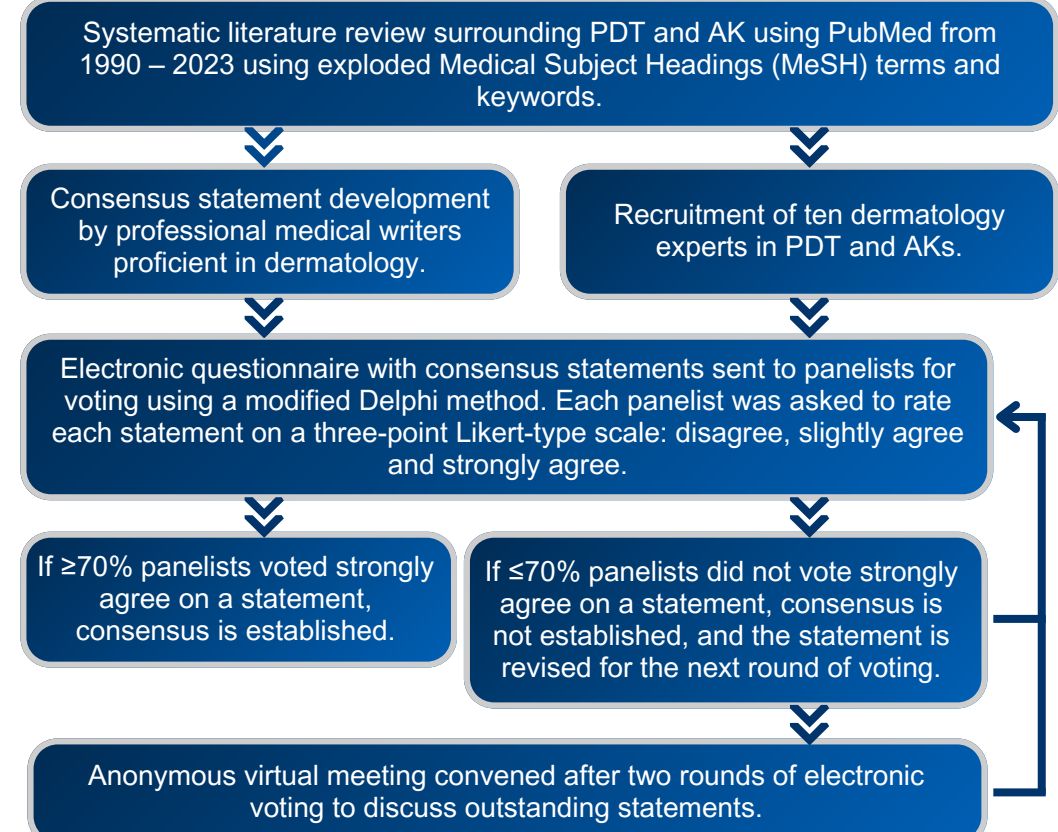 Systematic literature review surrounding PDT and AK using PubMed from
1990 – 2023 using exploded Medical Subject Headings (MeSH) terms and
keywords.
Consensus statement development
by professional medical writers
proficient in dermatology.
Recruitment of ten dermatology
experts in PDT and AKs.
Electronic questionnaire with consensus statements sent to panelists for
voting using a modified Delphi method. Each panelist was asked to rate
each statement on a three-point Likert-type scale: disagree, slightly agree
and strongly agree.
If ≥70% panelists voted strongly
agree on a statement,
consensus is established.
If ≤70% panelists did not vote strongly
agree on a statement, consensus is
not established, and the statement is
revised for the next round of voting.
Anonymous virtual meeting convened after two rounds of electronic
voting to discuss outstanding statements.